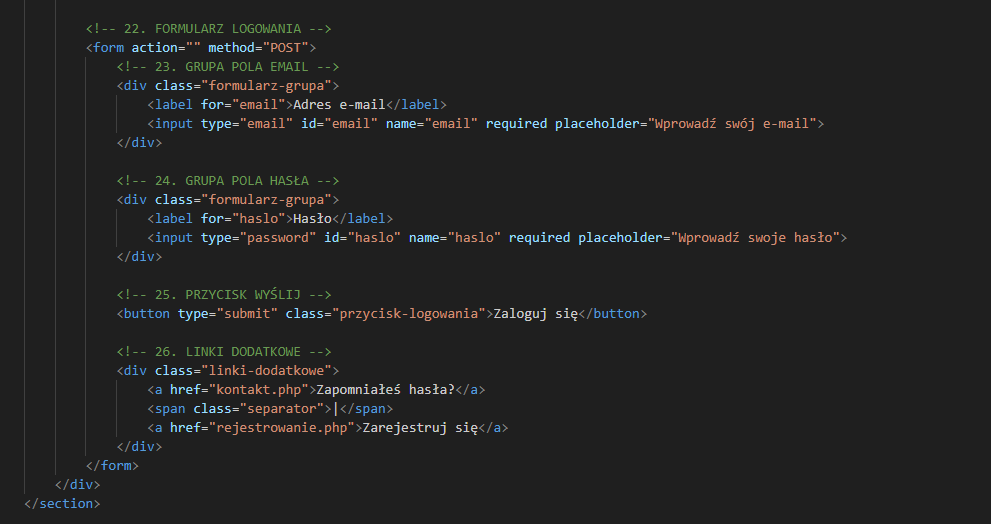 <!-- 22. FORMULARZ LOGOWANIA -->
<form action="" method="POST">
<!-- 23. GRUPA POLA EMAIL -->
<div class="formularz-grupa">
<label for="email">Adres e-mail</label>
<input type="email" id="email" name="email" required placeholder="Wprowadź swój e-mail">
</div>
<!-- 24. GRUPA POLA HASŁA -->
<div class="formularz-grupa">
<label for="haslo">Hasło</label>
<input type="password" id="haslo" name="haslo" required placeholder="Wprowadź swoje hasło">
</div>
<!-- 25. PRZYCISK WYŚLIJ -->
<button type="submit" class="przycisk-logowania">Zaloguj się</button>
<!-- 26. LINKI DODATKOWE -->
<div class="linki-dodatkowe">
<a href="kontakt.php">Zapomniałeś hasła?</a>
<span class="separator">|</span>
<a href="rejestrowanie.php">Zarejestruj się</a>
</div>
</form>
</div>
</section>